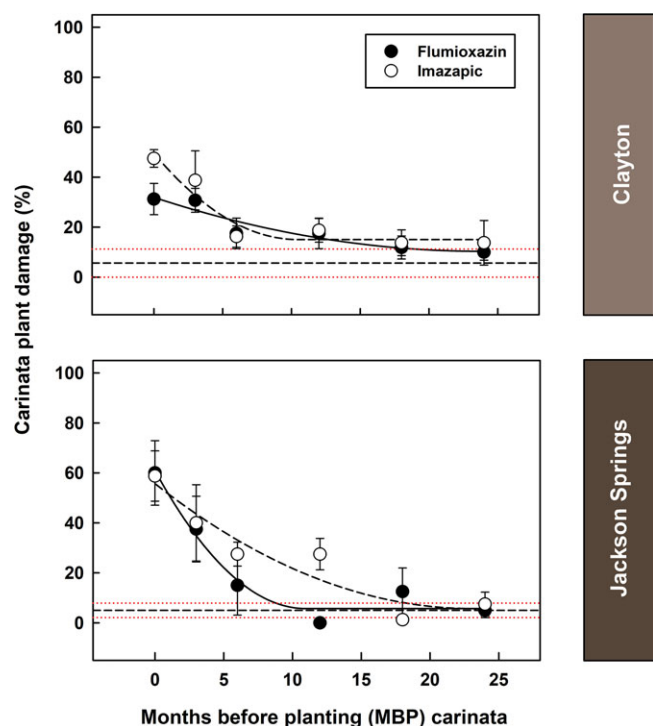 100
80
60
40
20
0
Flumioxazin
Imazapic
Clayton
Carinata plant damage (%)
100
80
60
40
20
0
Jackson Springs
0 5 10 15 20 25
Months before planting (MBP) carinata